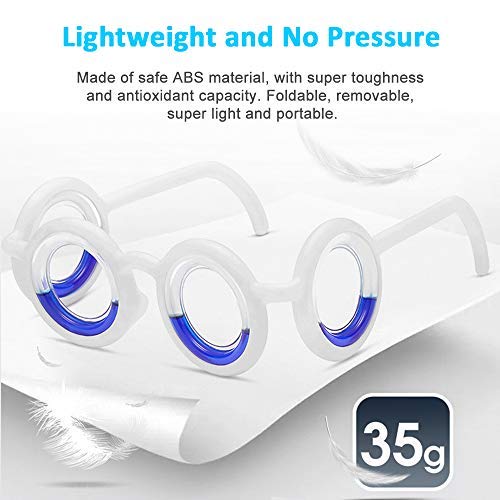 Lightweight and No Pressure
Made of safe ABS material, with super toughness
and antioxidant capacity. Foldable, removable,
super light and portable.
35g